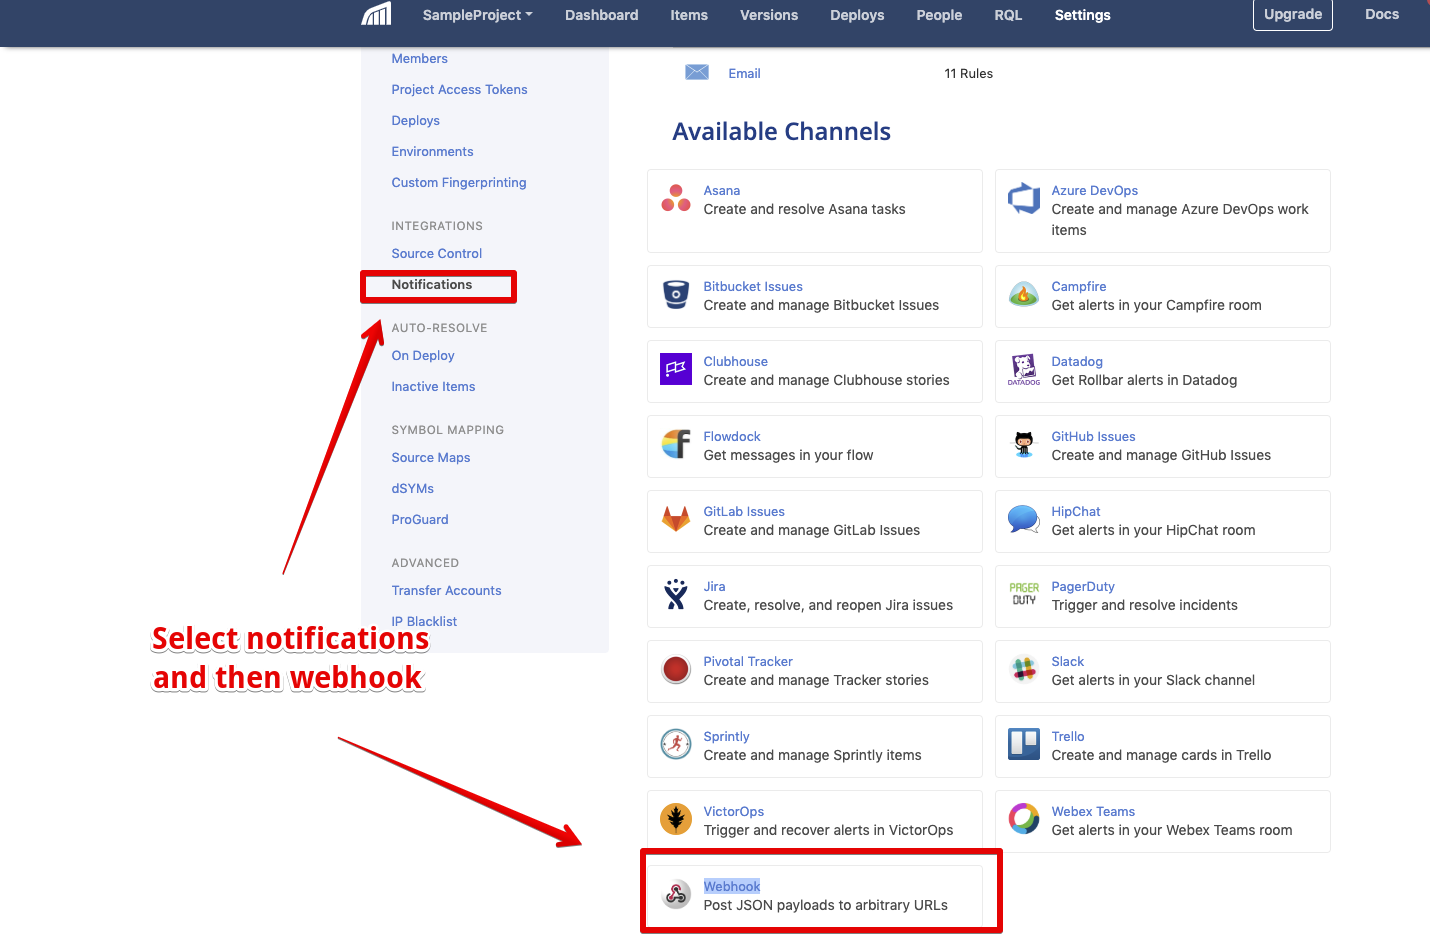 SampleProject
Dashboard
Items
Versions
Deploys
People
RQL
Settings
Upgrade
Docs
Members
Project Access Tokens
Deploys
Environments
Custom Fingerprinting
INTEGRATIONS
Source Control
Notifications
AUTO-RESOLVE
On Deploy
Inactive Items
SYMBOL MAPPING
Source Maps
dSYMs
ProGuard
ADVANCED
Transfer Accounts
IP Blacklist
Select notifications
and then webhook
Email
11 Rules
Available Channels
Asana
Create and resolve Asana tasks
Azure DevOps
Create and manage Azure DevOps work
items
Bitbucket Issues
Create and manage Bitbucket Issues
Campfire
Get alerts in your Campfire room
Clubhouse
Create and manage Clubhouse stories
DATADOG
Datadog
Get Rollbar alerts in Datadog
Flowdock
Get messages in your flow
GitHub Issues
Create and manage GitHub Issues
GitLab Issues
Create and manage GitLab Issues
HipChat
Get alerts in your HipChat room
Jira
Create, resolve, and reopen Jira issues
PAGER
DUTY
PagerDuty
Trigger and resolve incidents
Pivotal Tracker
Create and manage Tracker stories
Slack
Get alerts in your Slack channel
Sprintly
Create and manage Sprintly items
Trello
Create and manage cards in Trello
VictorOps
Trigger and recover alerts in VictorOps
Webex Teams
Get alerts in your Webex Teams room
Webhook
Post JSON payloads to arbitrary URLs